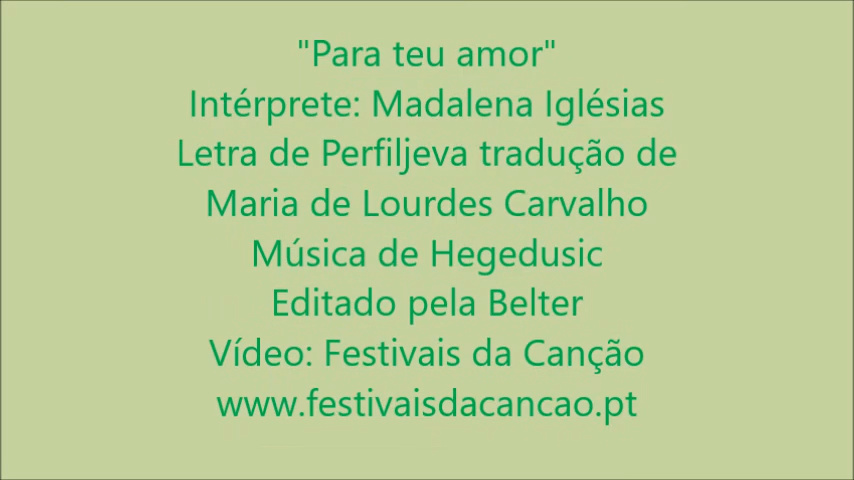 "Para teu amor"
Intérprete: Madalena Iglésias
Letra de Perfiljeva tradução de
Maria de Lourdes Carvalho
Música de Hegedusic
Editado pela Belter
Vídeo: Festivais da Canção
www.festivaisdacancao.pt